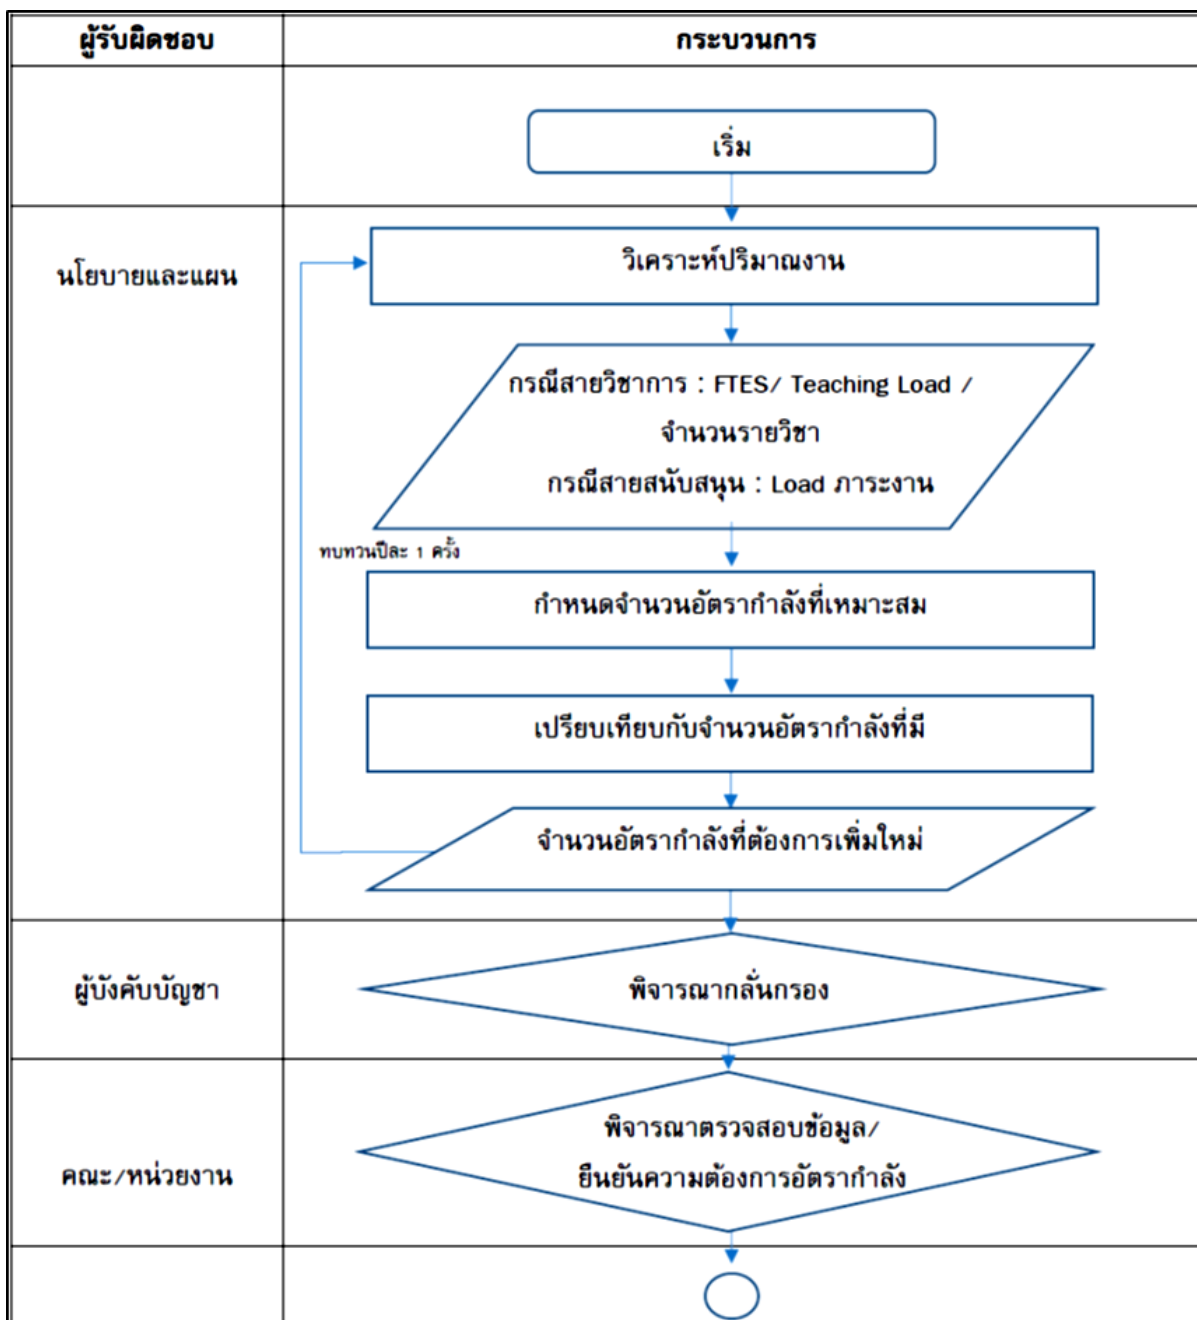 ผู้รับผิดชอบ
กระบวนการ
เริ่ม
นโยบายและแผน
วิเคราะห์ปริมาณงาน
กรณีสายวิชาการ : FTES/ Teaching Load /
จำนวนรายวิชา
กรณีสายสนับสนุน : Load ภาระงาน
ทบทวนปีละ 1 ครั้ง
กำหนดจำนวนอัตรากำลังที่เหมาะสม
เปรียบเทียบกับจำนวนอัตรากำลังที่มี
จำนวนอัตรากำลังที่ต้องการเพิ่มใหม่
ผู้บังคับบัญชา
พิจารณากลั่นกรอง
คณะ/หน่วยงาน
พิจารณาตรวจสอบข้อมูล/
ยืนยันความต้องการอัตรากำลัง